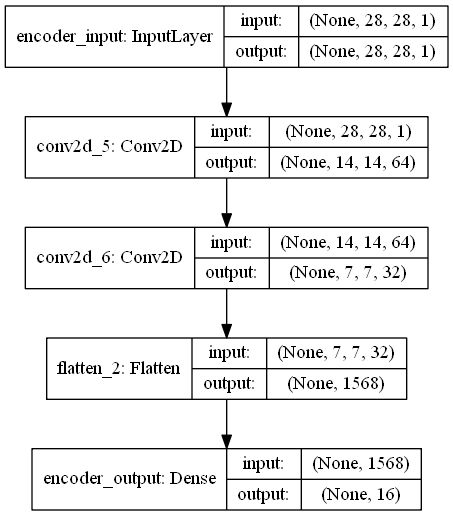 encoder_input: InputLayer
input: (None, 28, 28, 1)
output: (None, 28, 28, 1)
conv2d_5: Conv2D
input: (None, 28, 28, 1)
output: (None, 14, 14, 64)
conv2d_6: Conv2D
input: (None, 14, 14, 64)
output: (None, 7, 7, 32)
flatten_2: Flatten
input: (None, 7, 7, 32)
output: (None, 1568)
encoder_output: Dense
input: (None, 1568)
output: (None, 16)